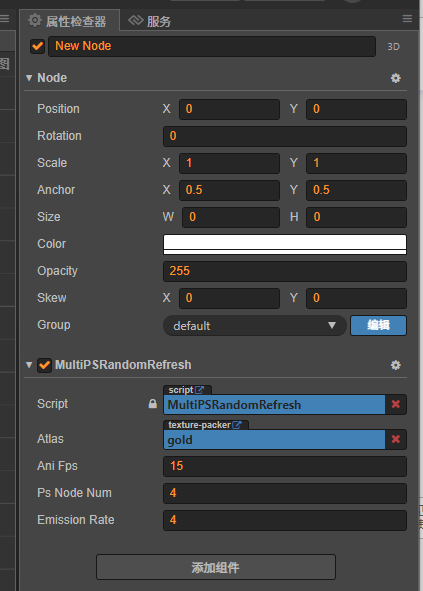 属性检查器 服务
图
New Node 3D
Node
Position X 0 Y 0
Rotation 0
Scale X 1 Y 1
Anchor X 0.5 Y 0.5
Size W 0 H 0
Color
Opacity 255
Skew X 0 Y 0
Group default 编辑
MultiPSRandomRefresh
script
Script MultiPSRandomRefresh
texture-packer
Atlas gold
Ani Fps 15
Ps Node Num 4
Emission Rate 4
添加组件